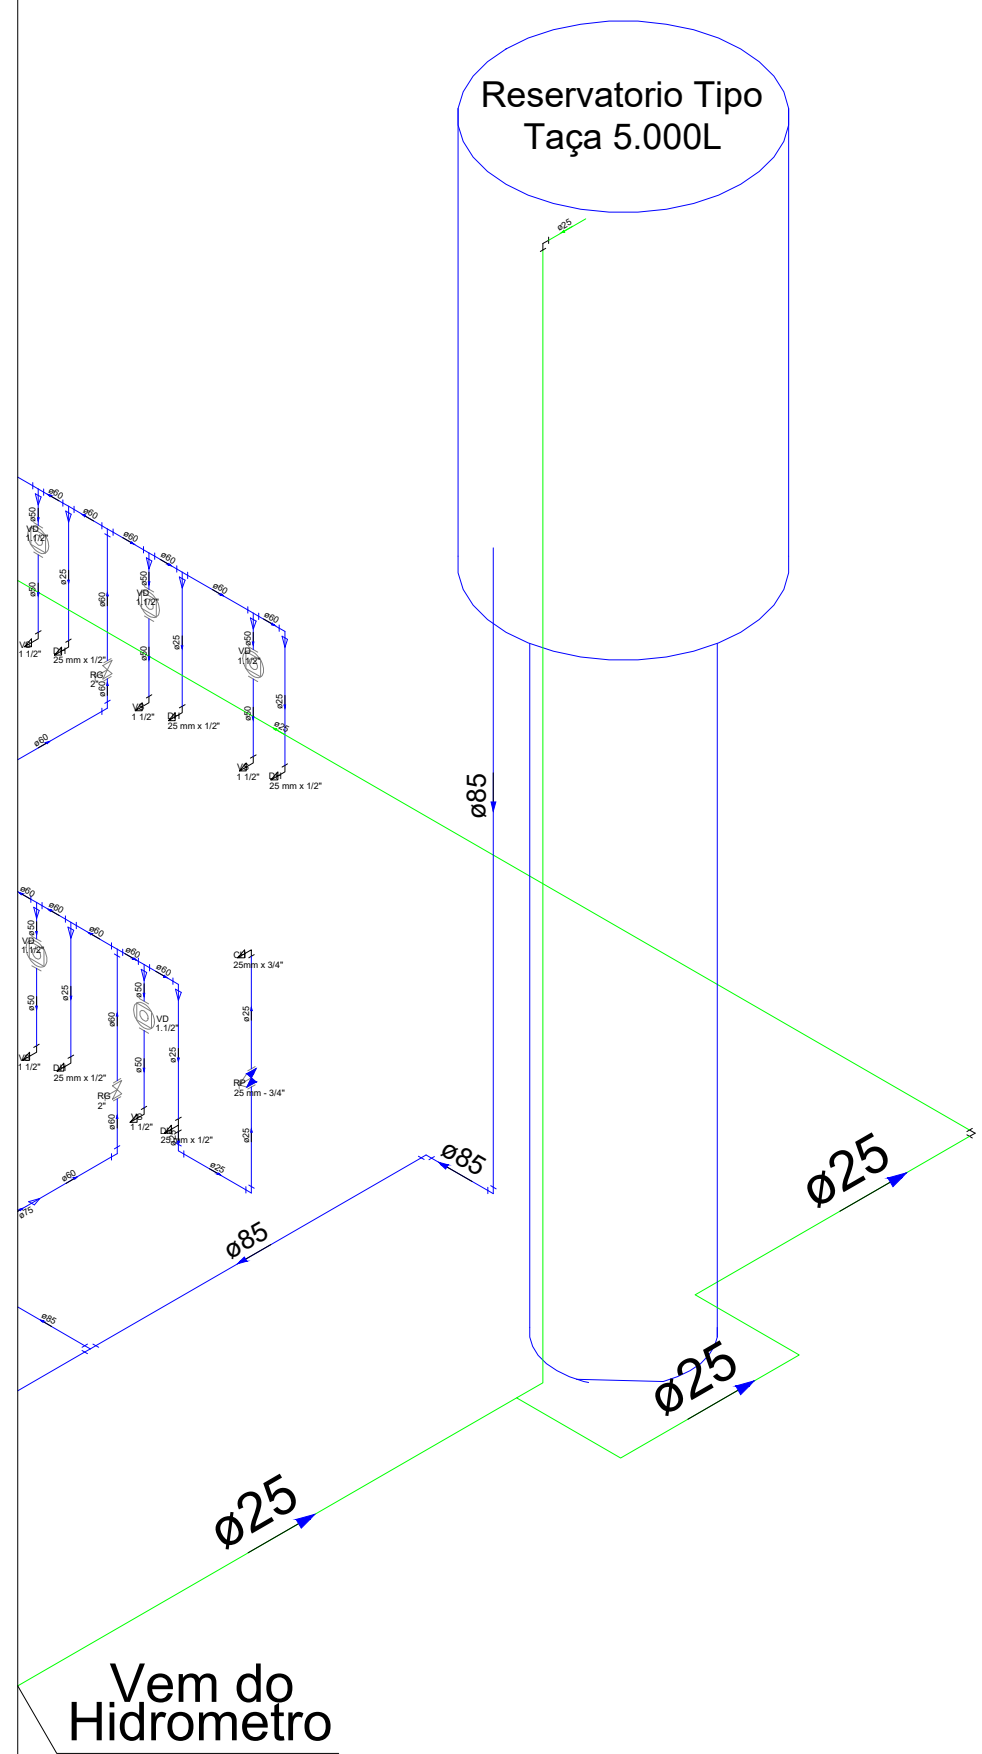 Reservatorio Tipo
Taça 5.000L
ø25
ø60
ø60
ø60
ø60
ø60
ø60
ø50
VD
1.1/2"
ø50
ø25
ø60
ø50
VD
1.1/2"
ø50
ø25
ø50
VD
1.1/2"
ø50
ø25
1 1/2"
25 mm x 1/2"
RG
2"
ø60
ø60
1 1/2"
25 mm x 1/2"
ø25
1 1/2"
25 mm x 1/2"
ø85
ø60
ø60
ø60
ø60
ø60
ø50
VD
1.1/2"
ø50
ø25
ø60
ø50
VD
1.1/2"
ø50
ø25
25mm x 3/4"
ø25
RP
25 mm - 3/4"
ø25
1 1/2"
25 mm x 1/2"
RG
2"
ø60
1 1/2"
25 mm x 1/2"
ø25
ø60
ø75
ø85
ø85
ø85
ø25
ø25
ø25
Vem do
Hidrometro